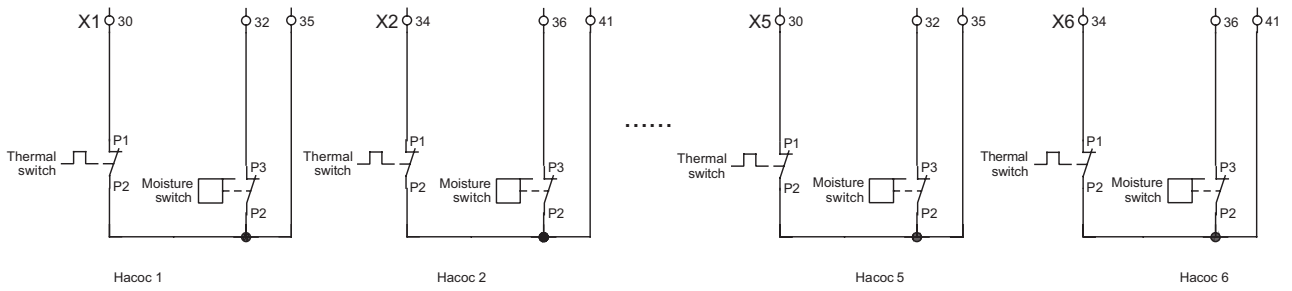 X1 30 32 35 X2 34 36 41 X5 30 32 35 X6 34 36 41
......
P1 P1 P1 P1
Thermal switch Thermal switch Thermal switch Thermal switch
P3 P3 P3 P3
P2 P2 P2 P2
Moisture switch Moisture switch Moisture switch Moisture switch
P2 P2 P2 P2
Насос 1 Насос 2 Насос 5 Насос 6